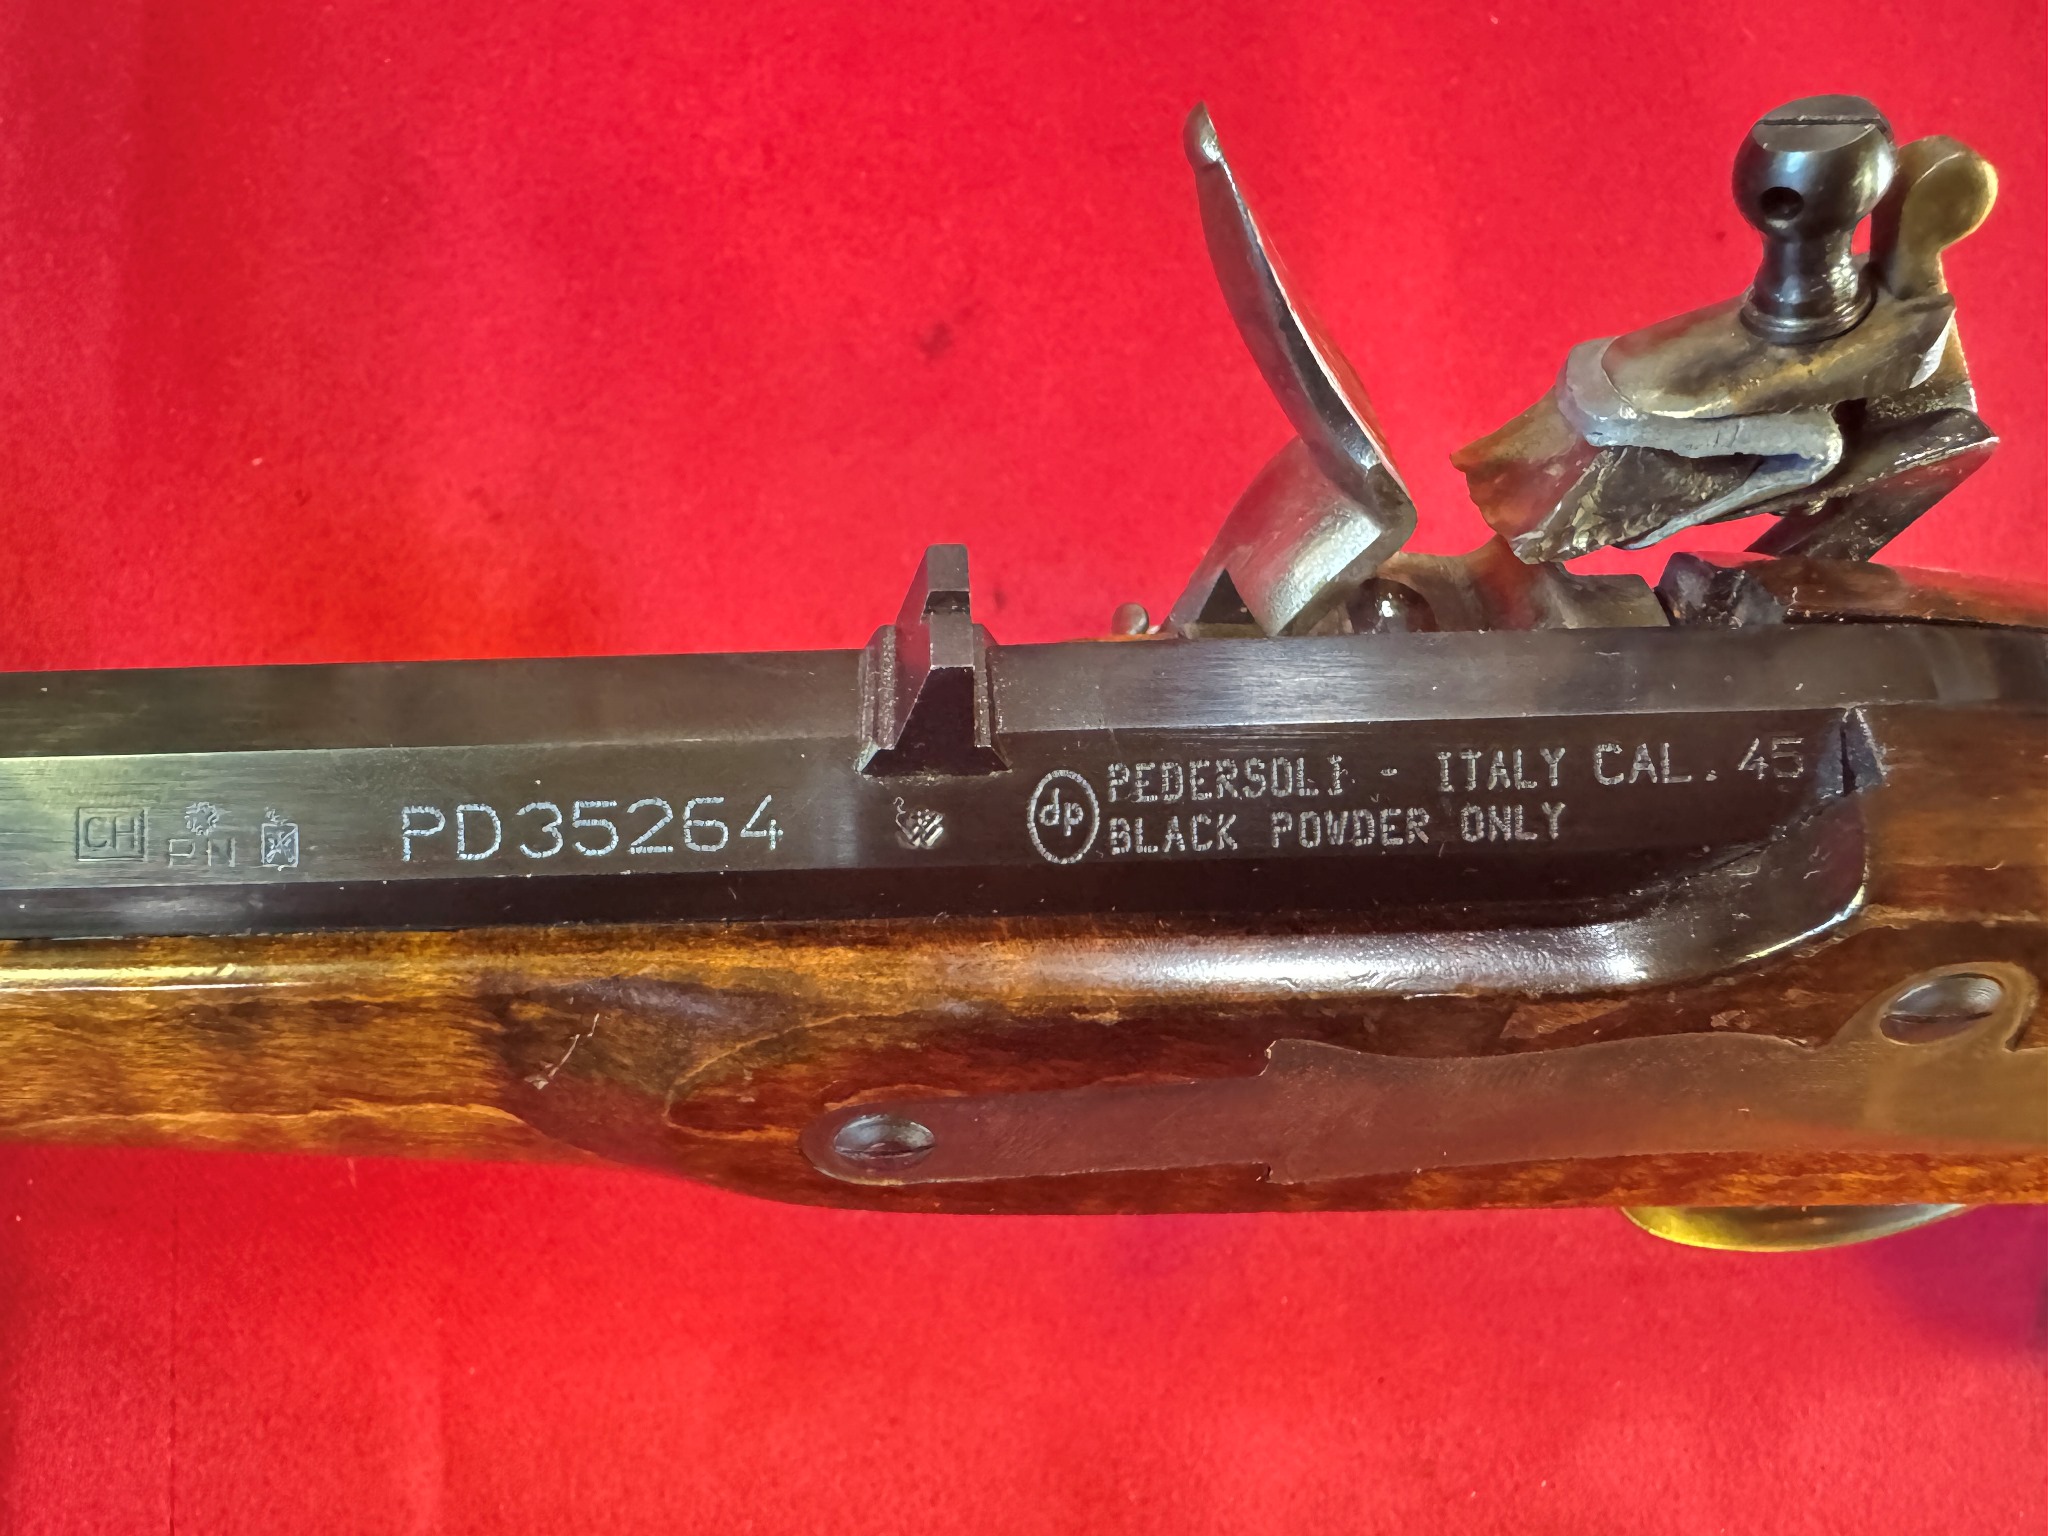 CH
PN
PD35264
dp
PEDERSOLI - ITALY CAL. 45
BLACK POWDER ONLY